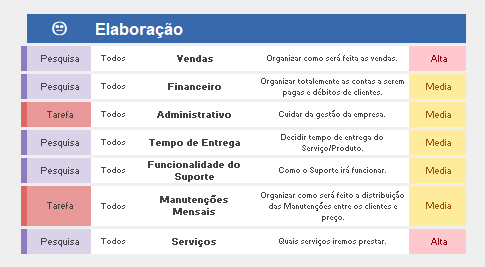 Elaboração
Pesquisa Todos Vendas Organizar como será feita as vendas. Alta
Pesquisa Todos Financeiro Organizar totalemente as contas a serem
pagas e débitos de clientes. Media
Tarefa Todos Administrativo Cuidar da gestão da empresa. Media
Pesquisa Todos Tempo de Entrega Decidir tempo de entrega do
Serviço/Produto. Media
Pesquisa Todos Funcionalidade do
Suporte Como o Suporte irá funcionar. Media
Tarefa Todos Manutenções
Mensais Organizar como será feito a distribuição
das Manutenções entre os clientes e
preço. Media
Pesquisa Todos Serviços Quais serviços iremos prestar. Alta